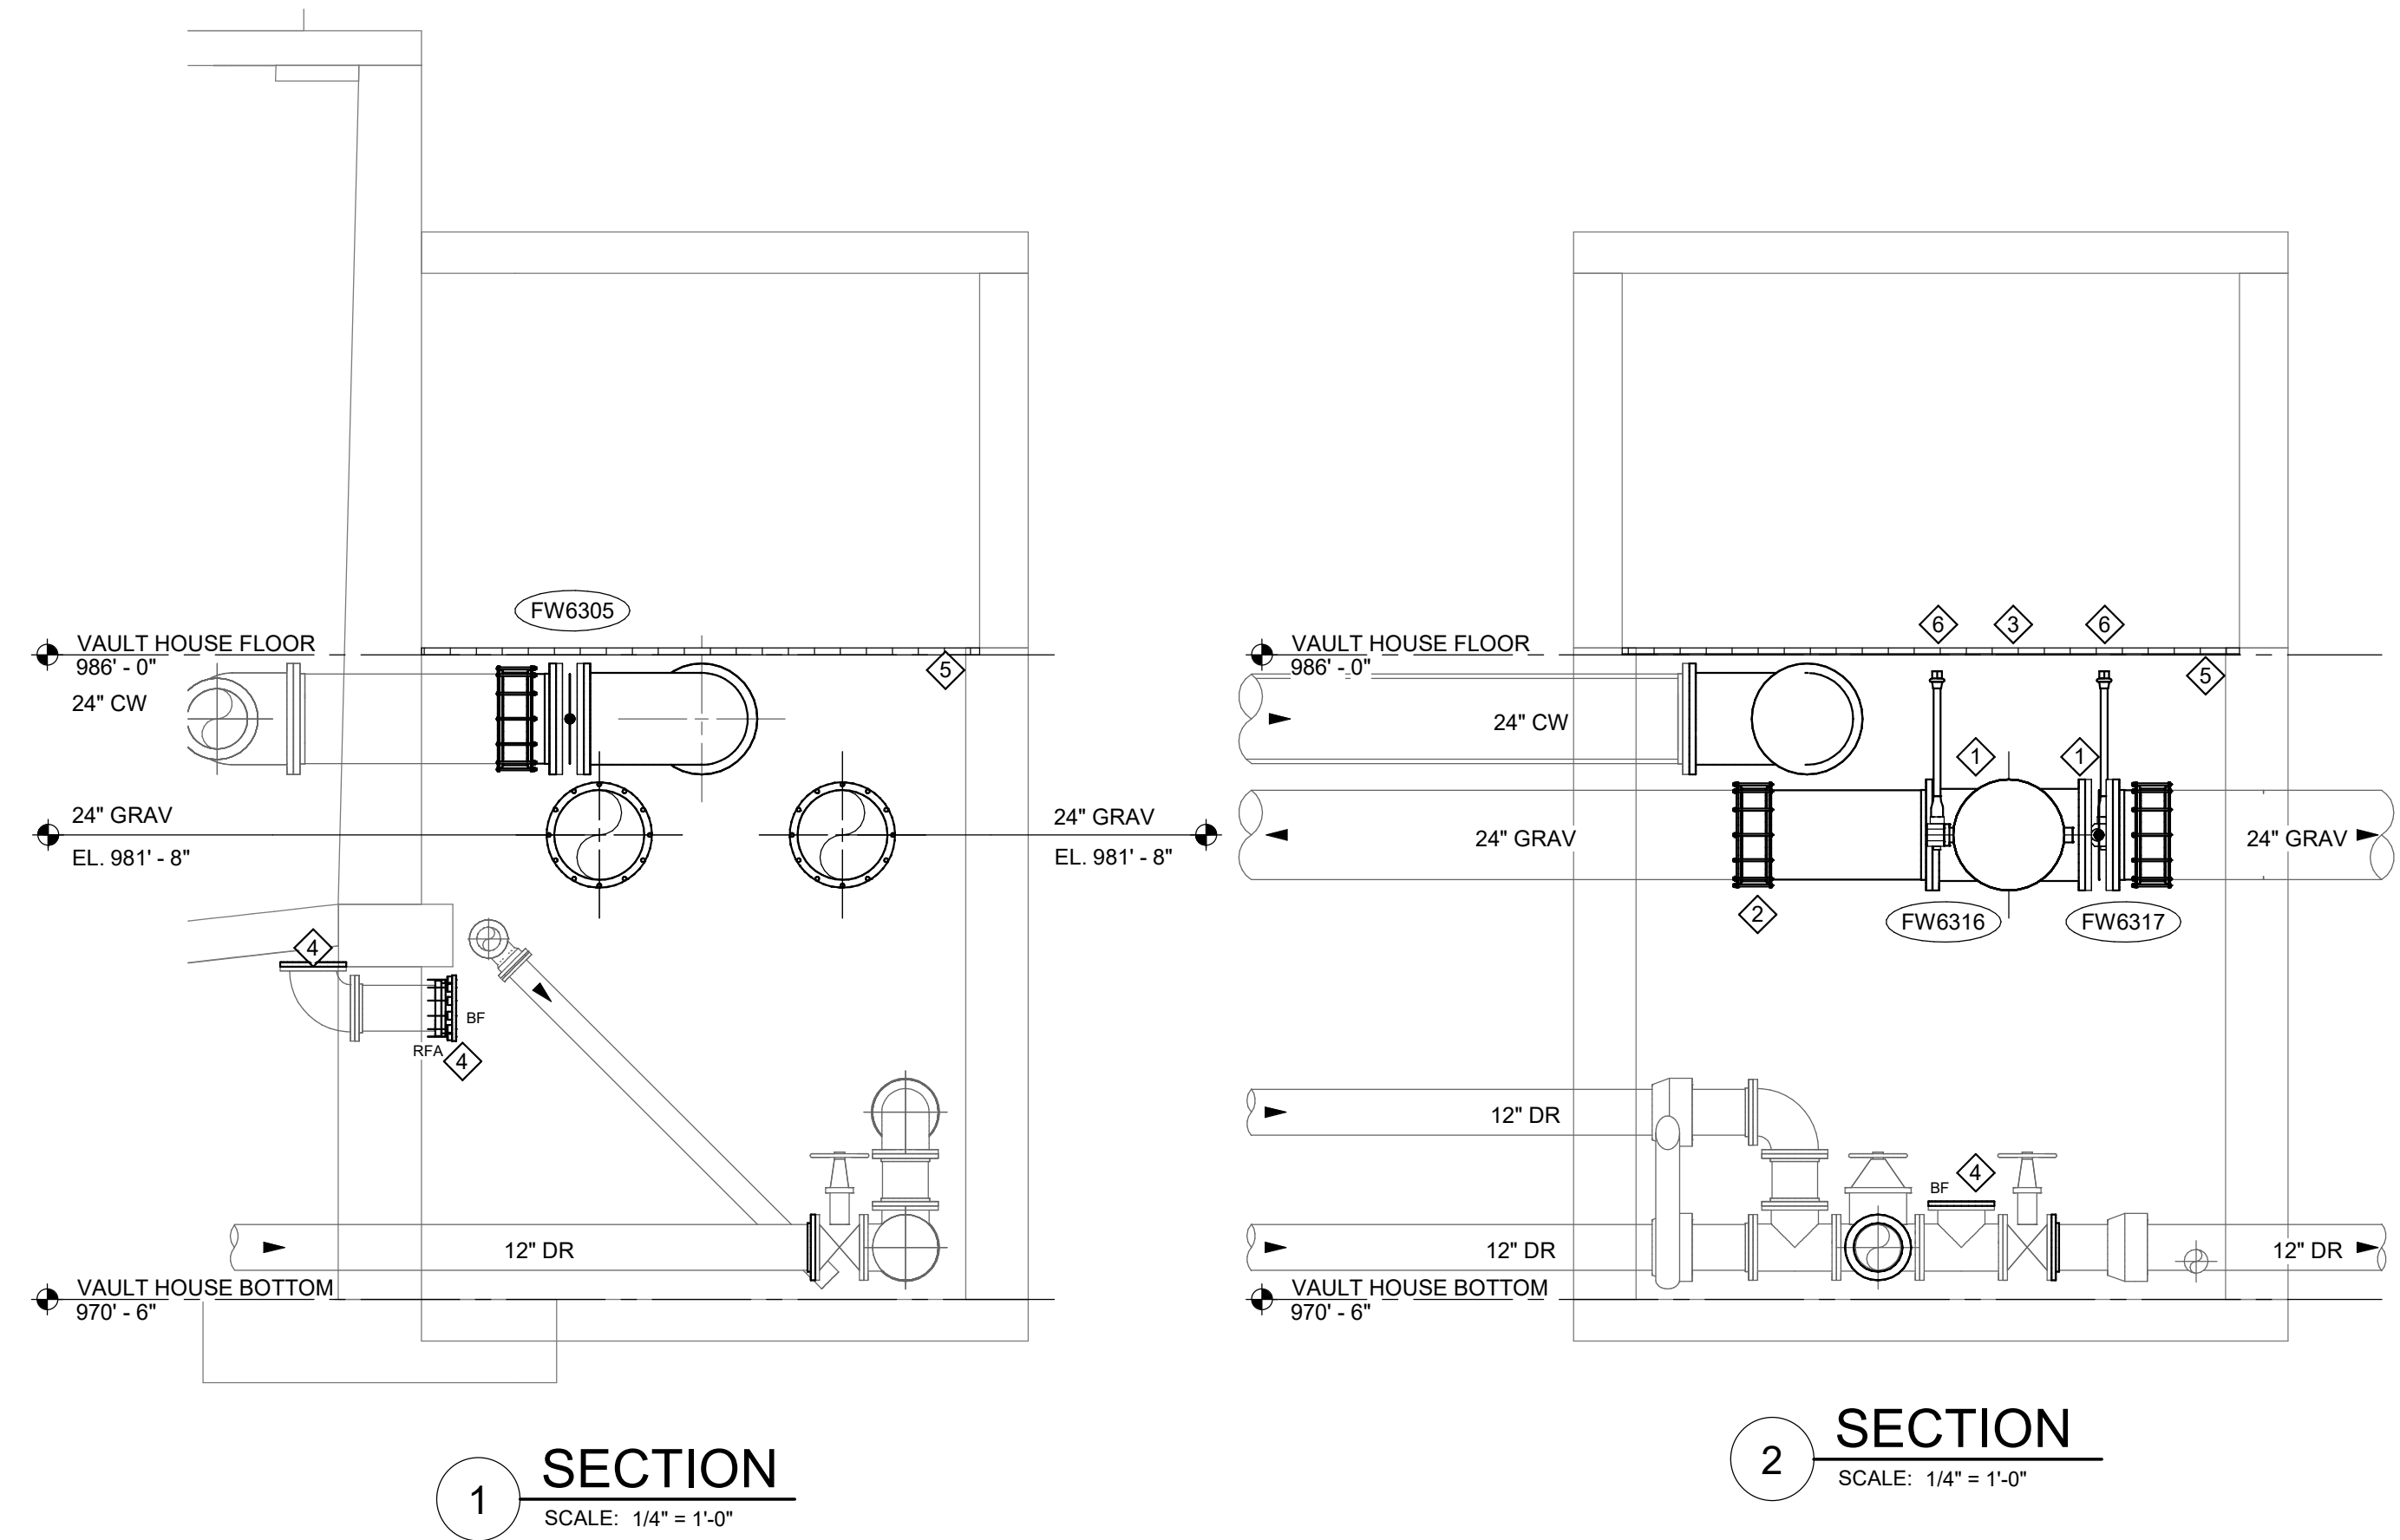 FW6305
VAULT HOUSE FLOOR
986' - 0"
24" CW
5
24" GRAV
EL. 981' - 8"
24" GRAV
EL. 981' - 8"
4
BF
RFA
4
12" DR
VAULT HOUSE BOTTOM
970' - 6"
1
SECTION
SCALE: 1/4" = 1'-0"
6
3
6
VAULT HOUSE FLOOR
986' - 0"
5
24" CW
1
1
24" GRAV
24" GRAV
2
FW6316
FW6317
12" DR
4
BF
12" DR
12" DR
VAULT HOUSE BOTTOM
970' - 6"
2
SECTION
SCALE: 1/4" = 1'-0"